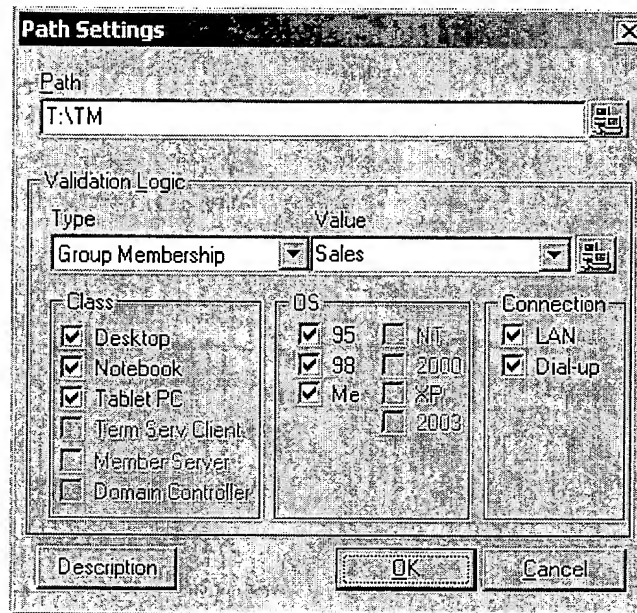 Path Settings
Path
T:\TM
Validation Logic
Type Value
Group Membership Sales
Class OS Connection
Desktop 95 NT LAN
Notebook 98 2000 Dial-up
Tablet PC Me XP
Term Serv Client 2003
Member Server
Domain Controller
Description OK Cancel